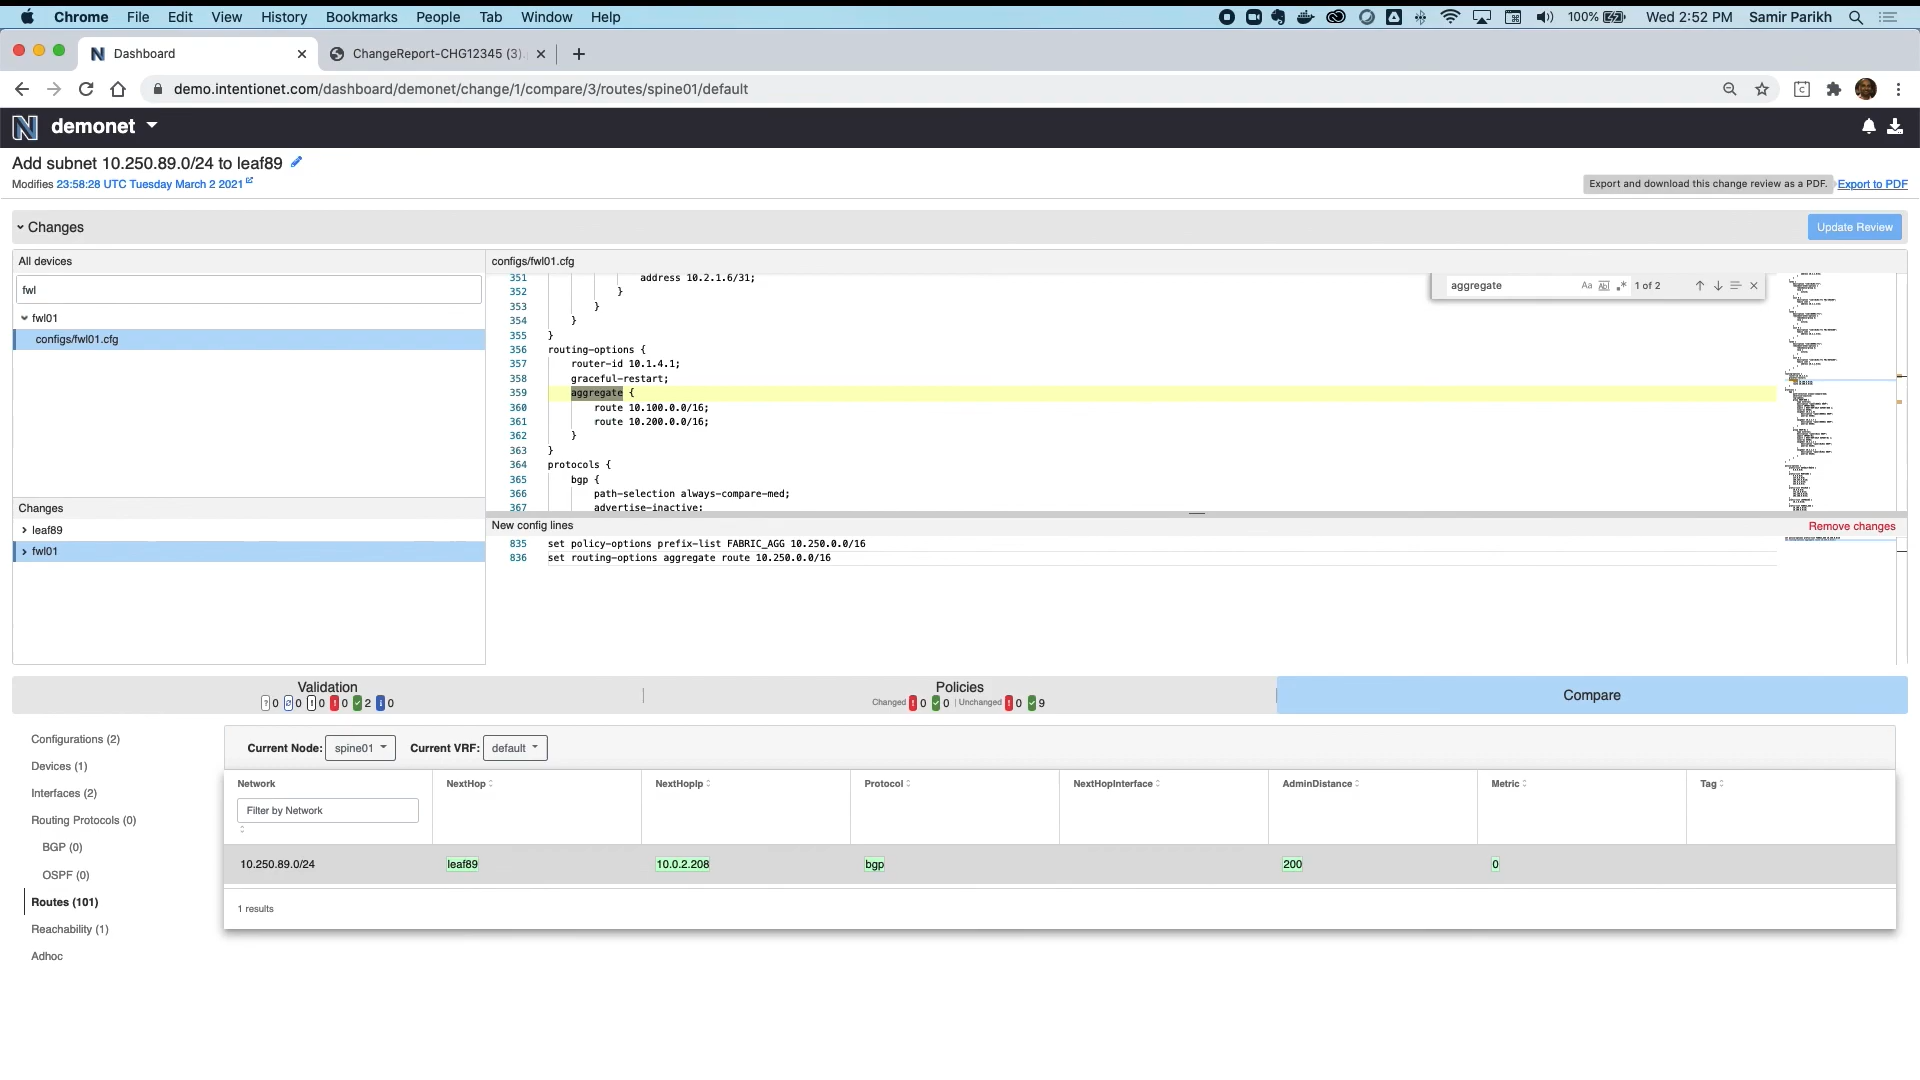 Chrome File Edit View History Bookmarks People Tab Window Help 100% Wed 2:52 PM Samir Parikh
Dashboard ChangeReport-CHG12345 (3).
demo.intentionet.com/dashboard/demonet/change/1/compare/3/routes/spine01/default
demonet
Add subnet 10.250.89.0/24 to leaf89
Modifies 23:58:28 UTC Tuesday March 2 2021
Export and download this change review as a PDF. Export to PDF
Changes
Update Review
All devices
fwl
fwl01
configs/fwl01.cfg
configs/fwl01.cfg
351 address 10.2.1.6/31;
352 }
353 }
354 }
355 }
356 routing-options {
357 router-id 10.1.4.1;
358 graceful-restart;
359 aggregate {
360 route 10.100.0.0/16;
361 route 10.200.0.0/16;
362 }
363 }
364 protocols {
365 bgp {
366 path-selection always-compare-med;
367 advertise-inactive;
aggregate Aa Abl .* 1 of 2
Changes
leaf89
fwl01
New config lines
Remove changes
835 set policy-options prefix-list FABRIC_AGG 10.250.0.0/16
836 set routing-options aggregate route 10.250.0.0/16
Validation
? 0 0 ! 0 ! 0 2 i 0
Policies
Changed ! 0 0 | Unchanged ! 0 9
Compare
Configurations (2)
Devices (1)
Interfaces (2)
Routing Protocols (0)
BGP (0)
OSPF (0)
Routes (101)
Reachability (1)
Adhoc
Current Node: spine01 Current VRF: default
Network NextHop NextHopIp Protocol NextHopInterface AdminDistance Metric Tag
Filter by Network
10.250.89.0/24 leaf89 10.0.2.208 bgp 200 0
1 results